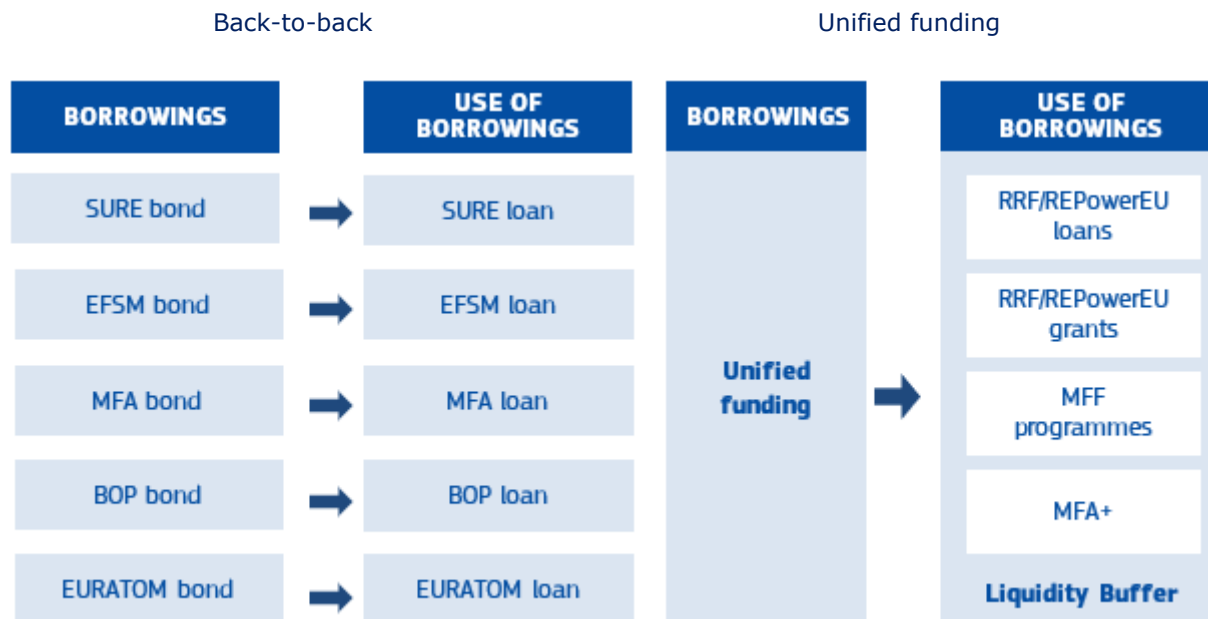 Back-to-back
Unified funding
BORROWINGS
USE OF
BORROWINGS
SURE bond
SURE loan
EFSM bond
EFSM loan
MFA bond
MFA loan
BOP bond
BOP loan
EURATOM bond
EURATOM loan
BORROWINGS
USE OF
BORROWINGS
Unified
funding
RRF/REPowerEU
loans
RRF/REPowerEU
grants
MFF
programmes
MFA+
Liquidity Buffer